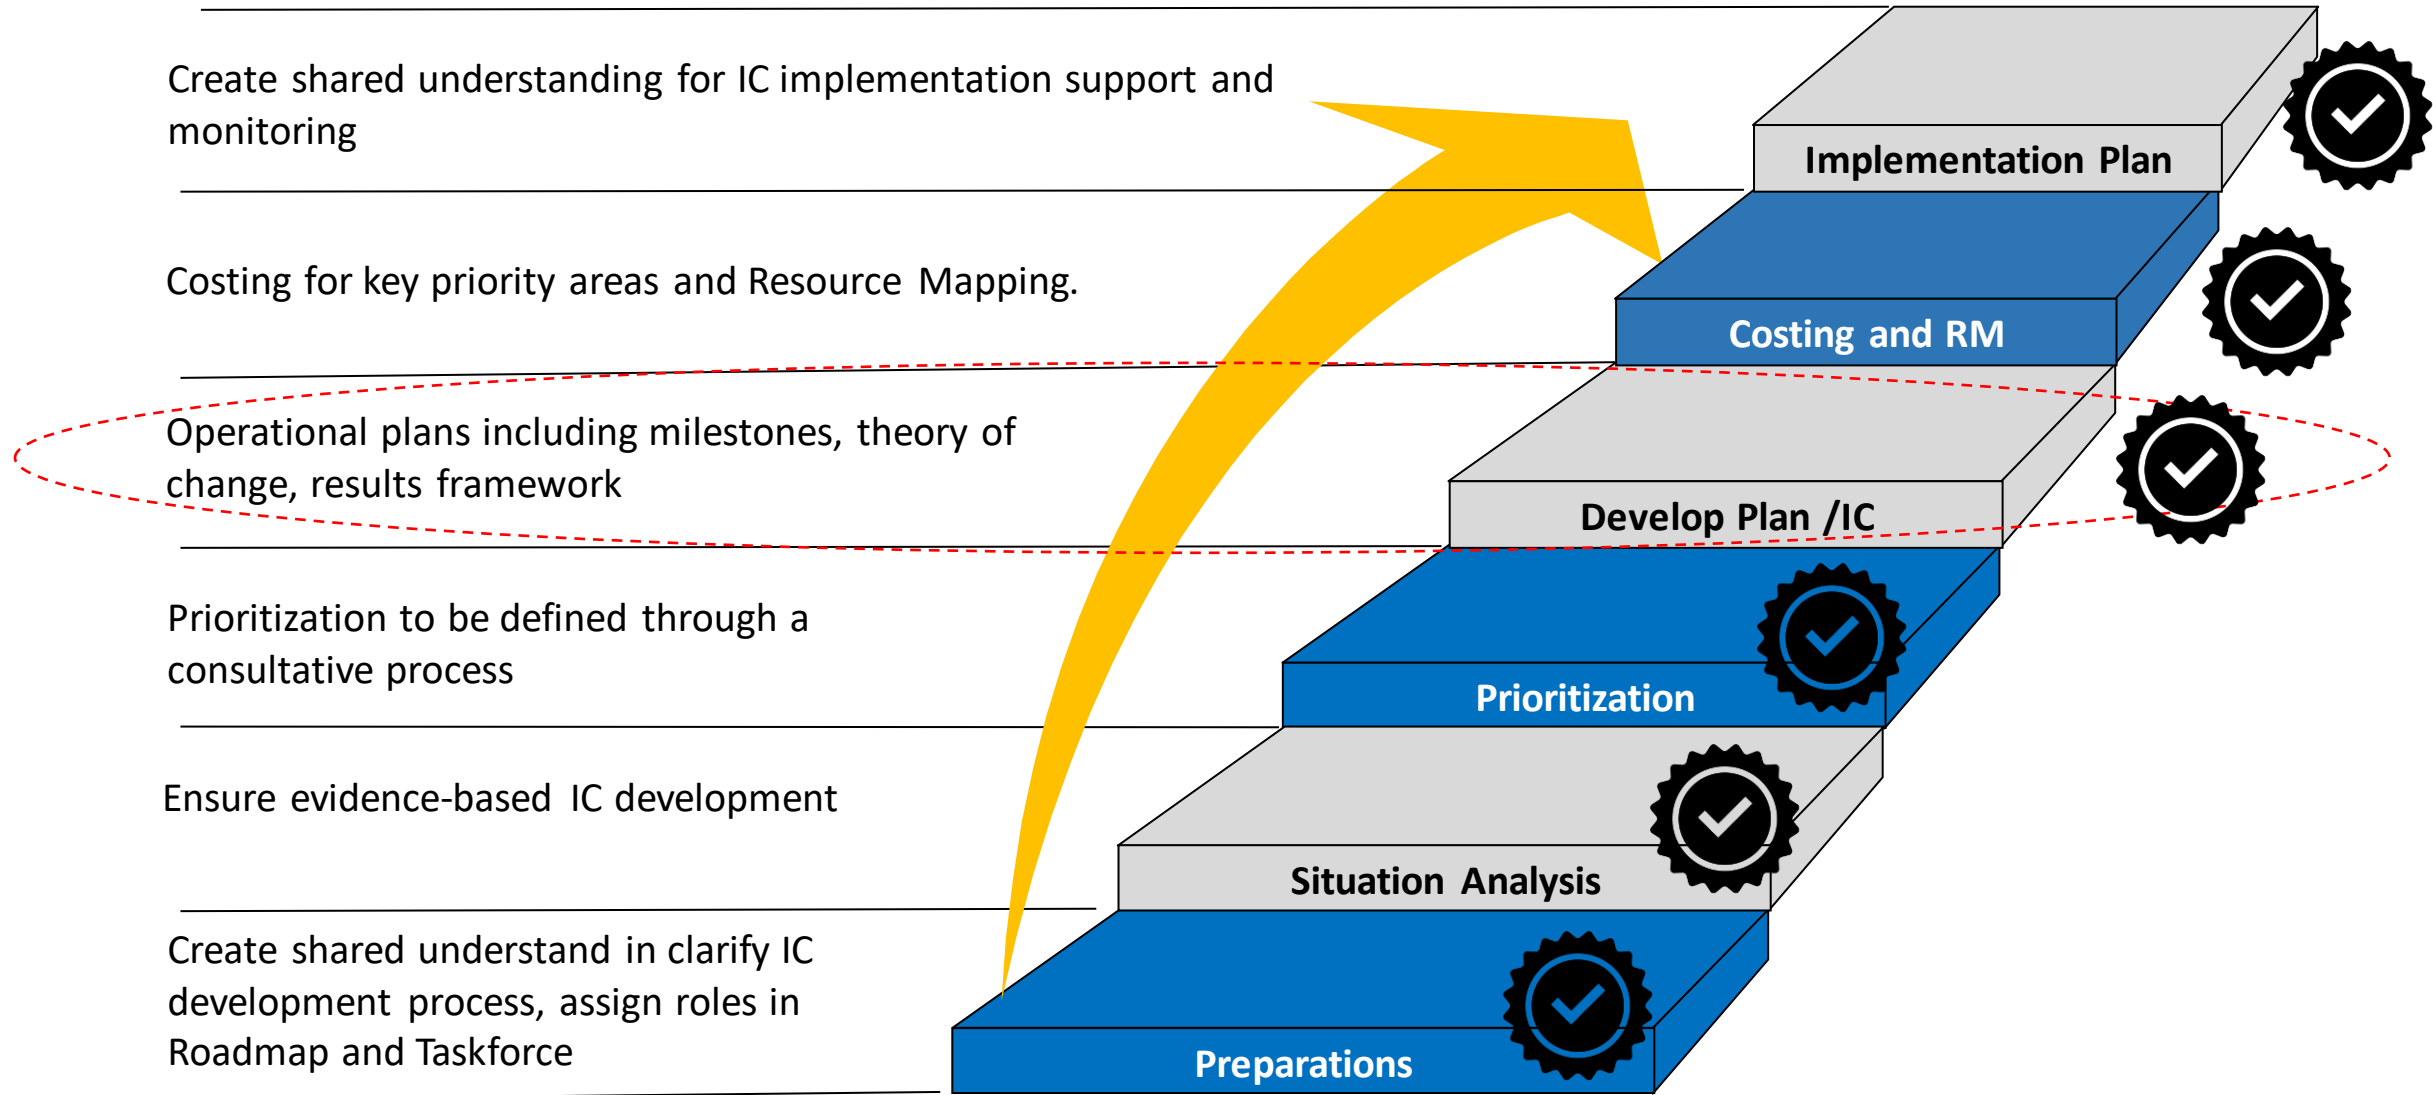 Create shared understanding for IC implementation support and
monitoring
Implementation Plan
Costing for key priority areas and Resource Mapping.
Costing and RM
Operational plans including milestones, theory of
change, results framework
Develop Plan /IC
Prioritization to be defined through a
consultative process
Prioritization
Ensure evidence-based IC development
Situation Analysis
Create shared understand in clarify IC
development process, assign roles in
Roadmap and Taskforce
Preparations